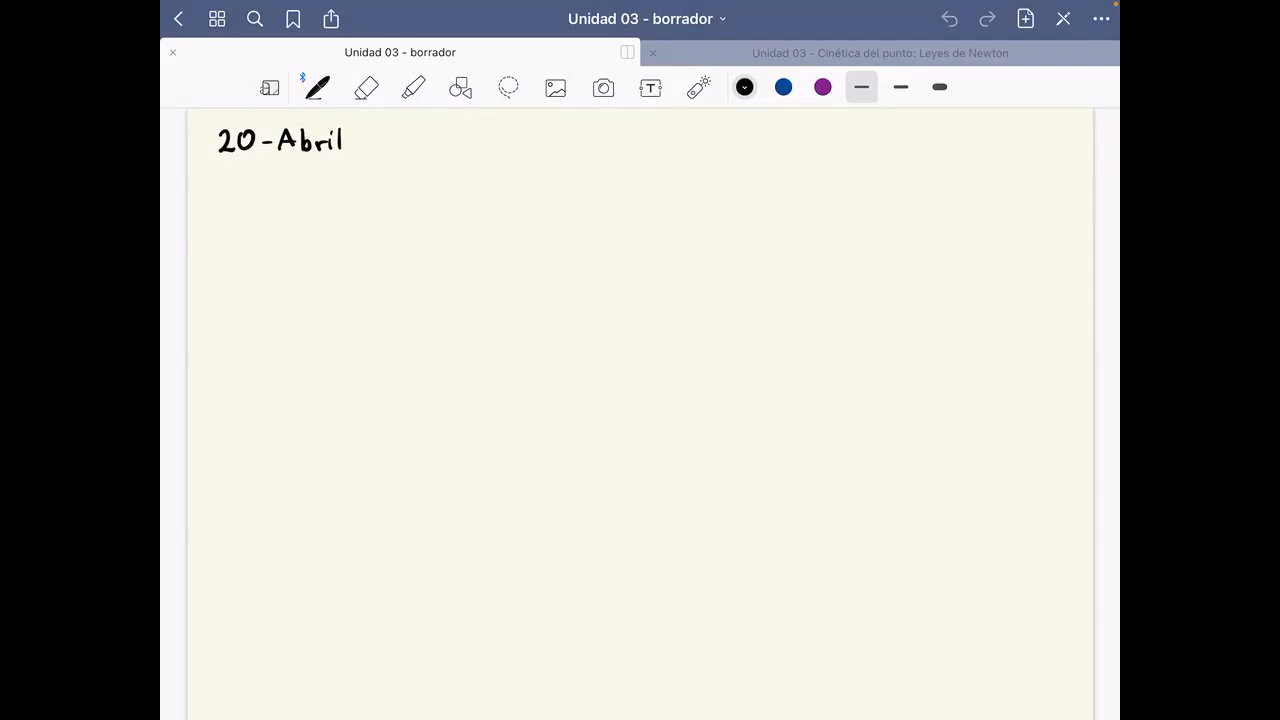 Unidad 03 - borrador
Unidad 03 - borrador
Unidad 03 - Cinética del punto: Leyes de Newton
T
20-Abril